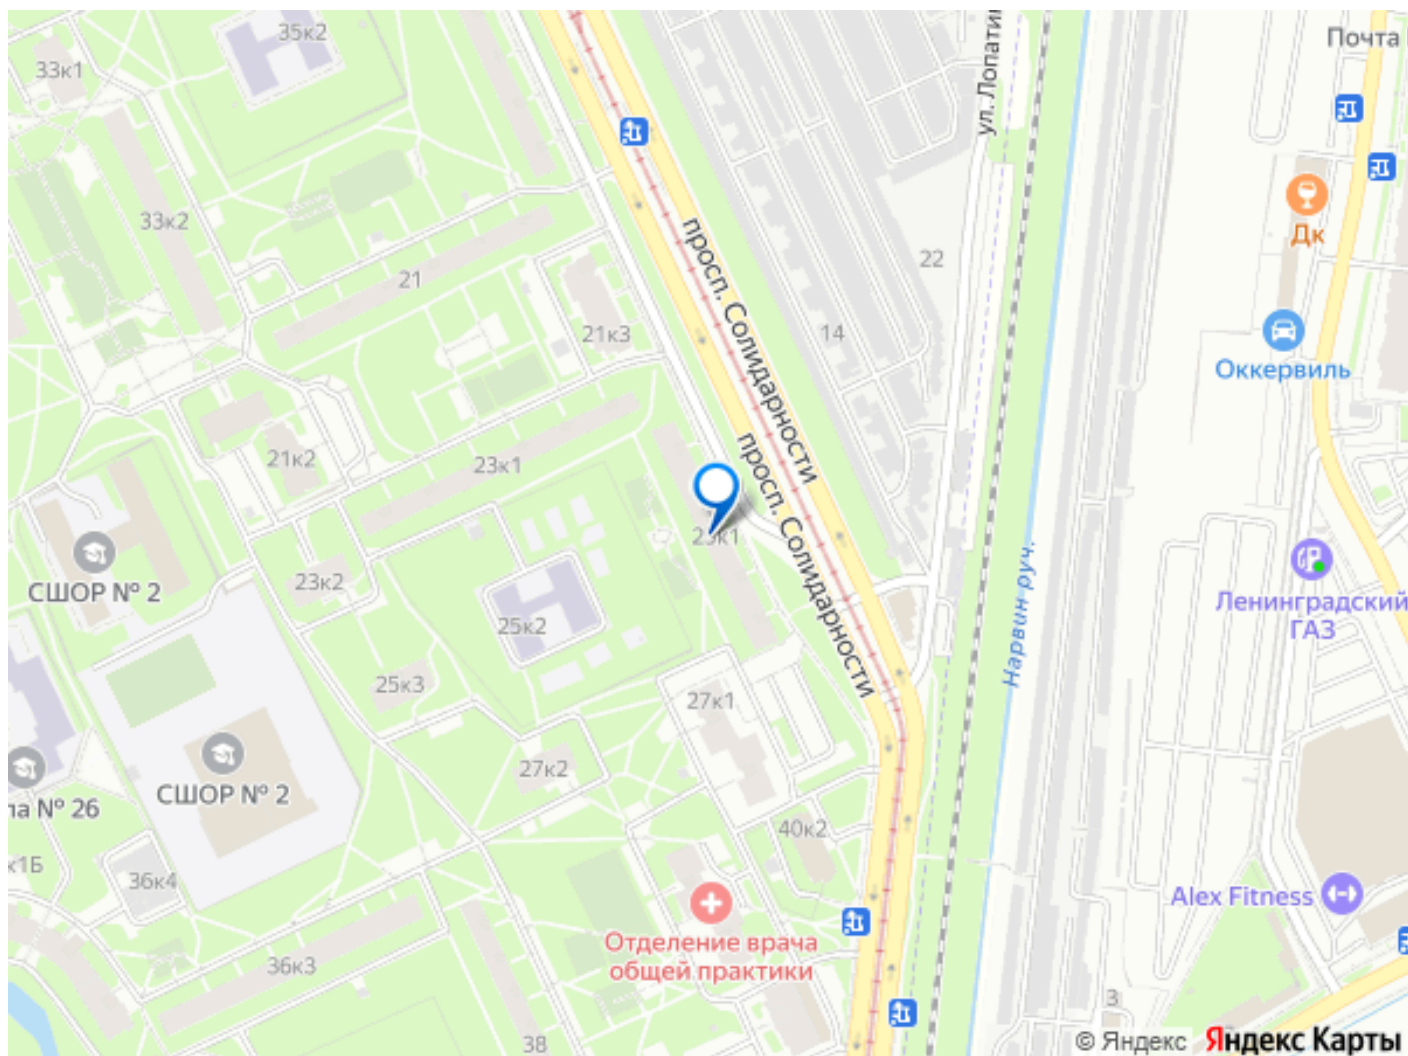 35к2
Почта
33к1
ул. Лопатин
33к2
Дк
22
21
просп. Солидарности
14
21к3
Оккервиль
21к2
23к1
просп. Солидарности
25к1
СШОР № 2
23к2
Нарвин руч.
Ленинградский
ГАЗ
25к2
25к3
27к1
27к2
СШОР № 2
ла № 26
40к2
к1Б
36к4
Alex Fitness
Отделение врача
общей практики
36к3
3
38
© Яндекс Яндекс Карты